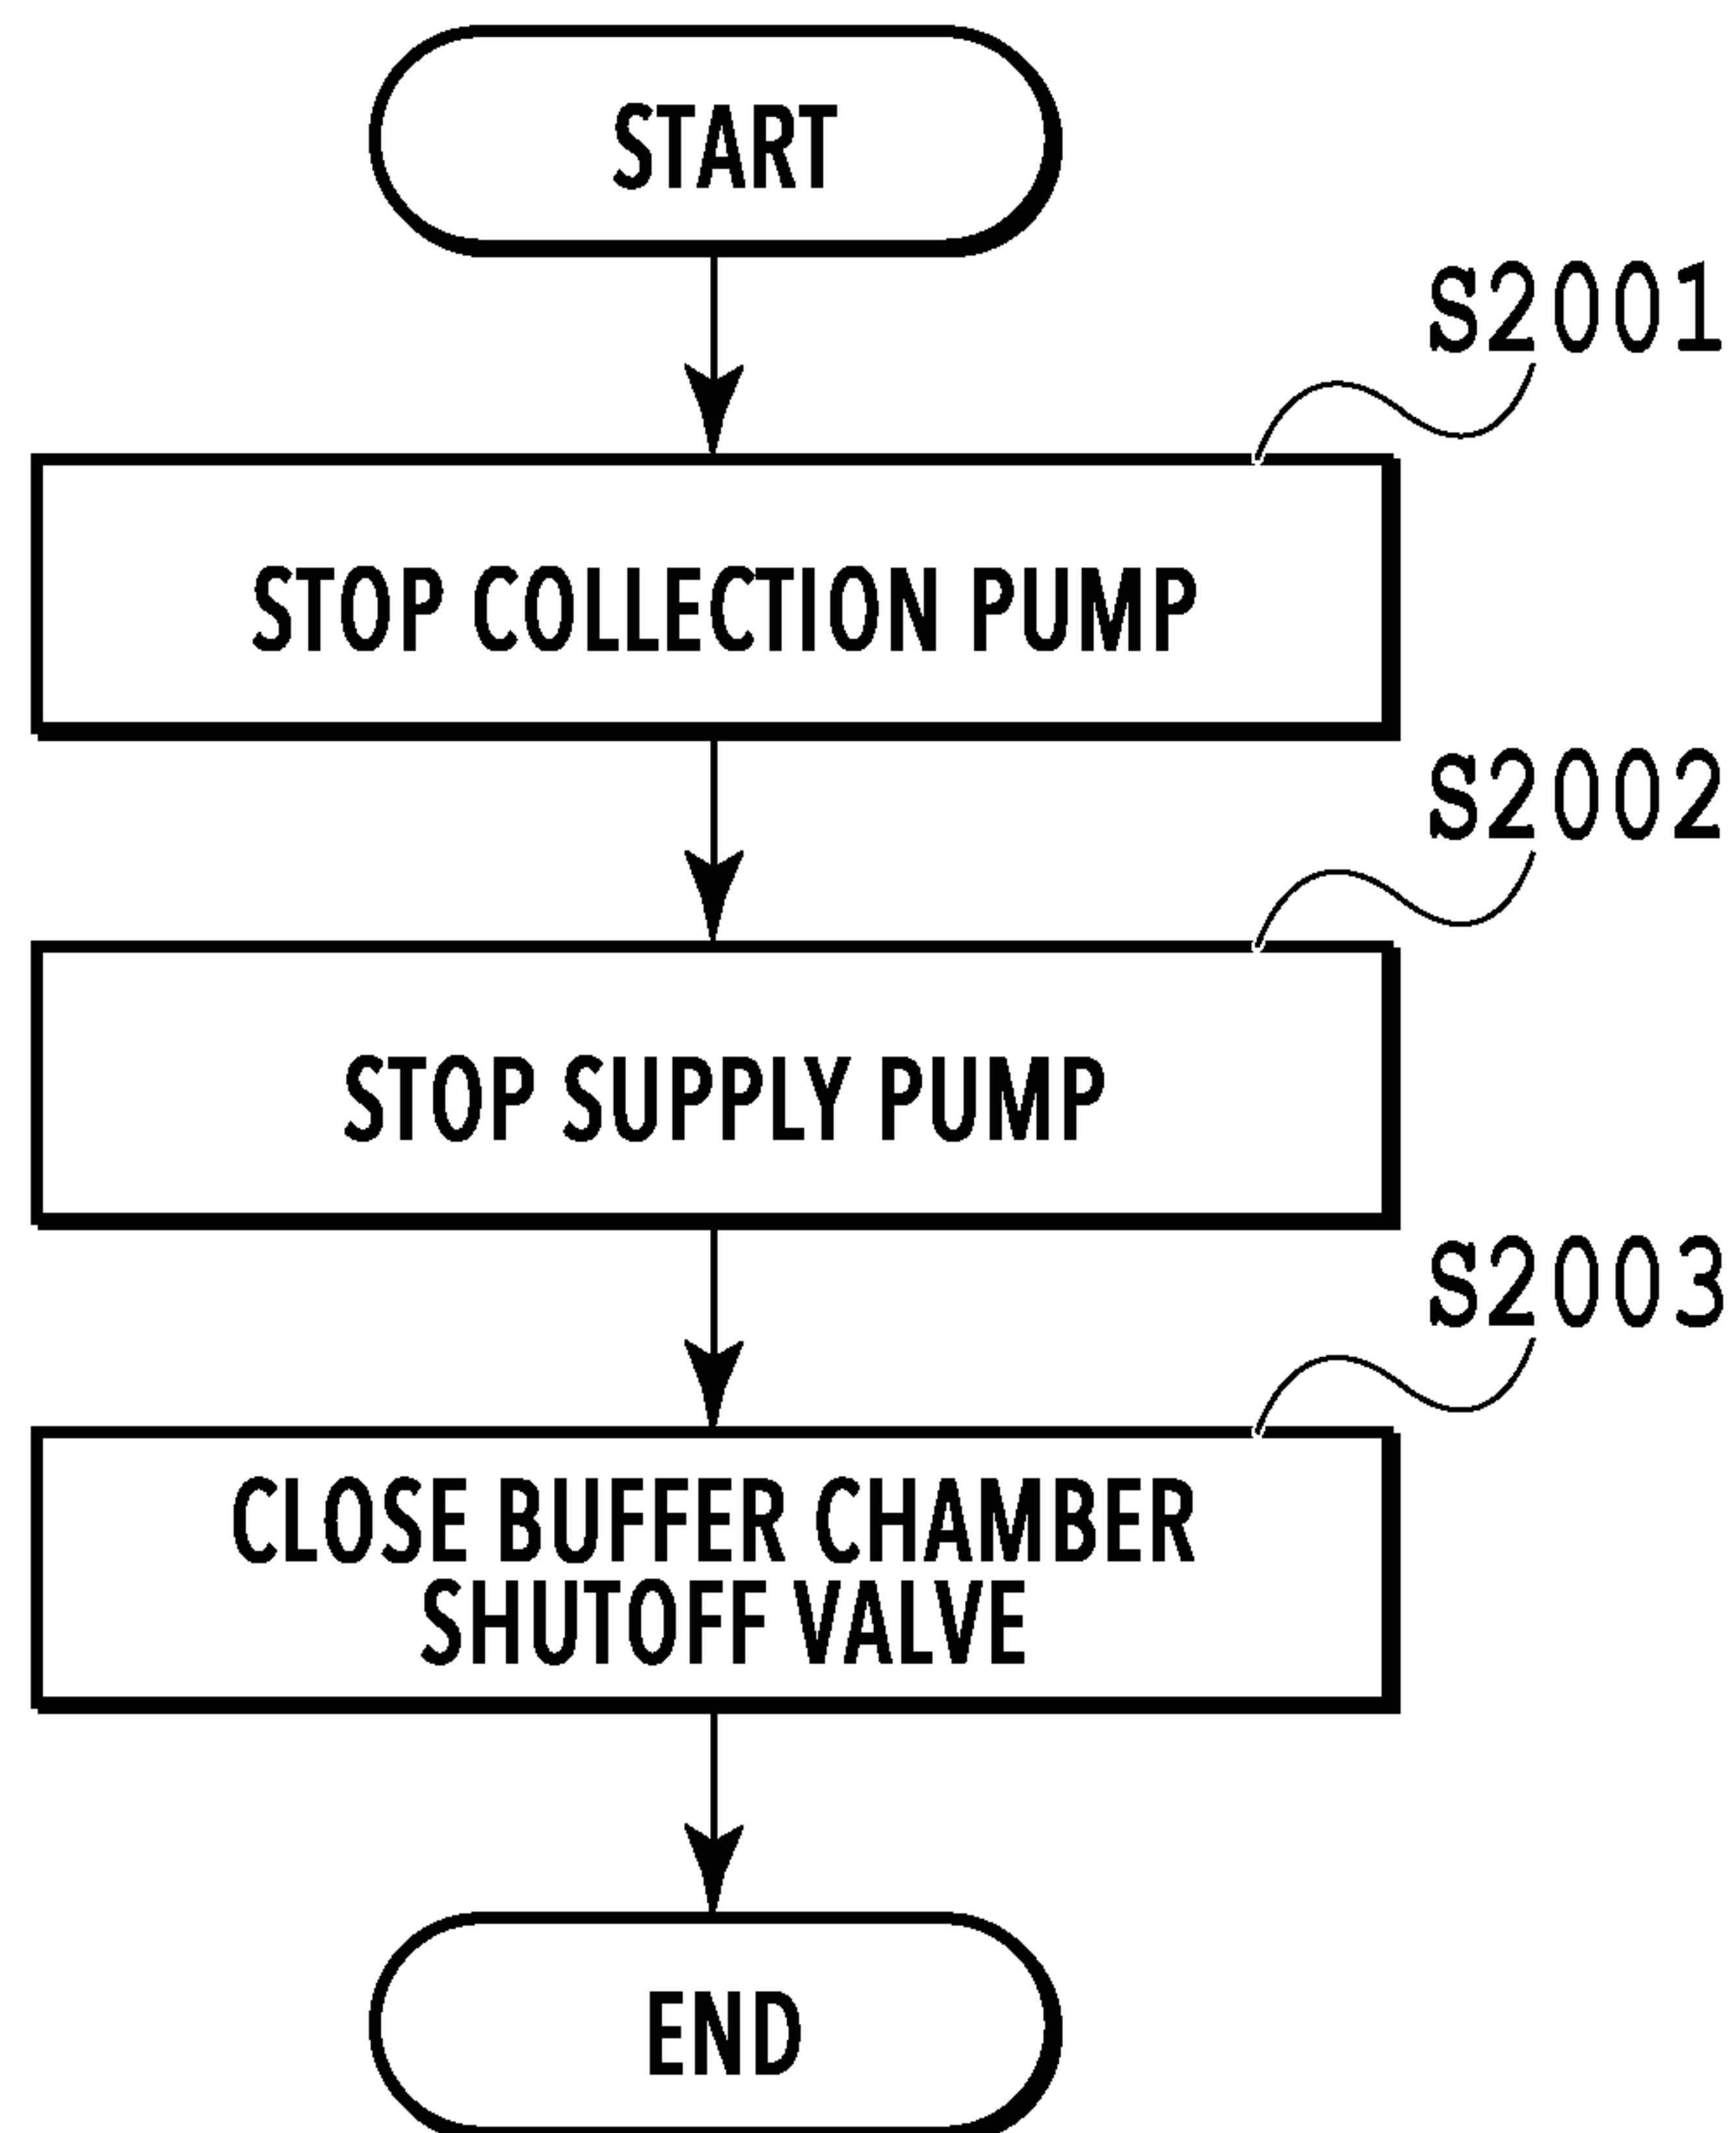 START
S2001
STOP COLLECTION PUMP
S2002
STOP SUPPLY PUMP
S2003
CLOSE BUFFER CHAMBER
SHUTOFF VALVE
END